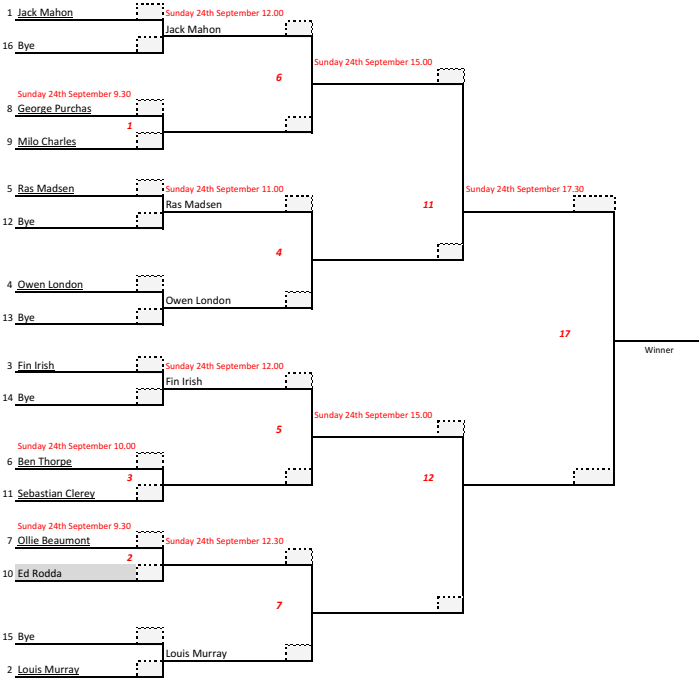 1 Jack Mahon
Sunday 24th September 12.00
Jack Mahon
16 Bye
Sunday 24th September 15.00
6
Sunday 24th September 9.30
8 George Purchas
1
9 Milo Charles
5 Ras Madsen
Sunday 24th September 11.00
Sunday 24th September 17.30
Ras Madsen
11
12 Bye
4
4 Owen London
Owen London
13 Bye
17
Winner
3 Fin Irish
Sunday 24th September 12.00
Fin Irish
14 Bye
Sunday 24th September 15.00
5
Sunday 24th September 10.00
6 Ben Thorpe
3
12
11 Sebastian Clerey
Sunday 24th September 9.30
7 Ollie Beaumont
Sunday 24th September 12.30
2
10 Ed Rodda
7
15 Bye
Louis Murray
2 Louis Murray